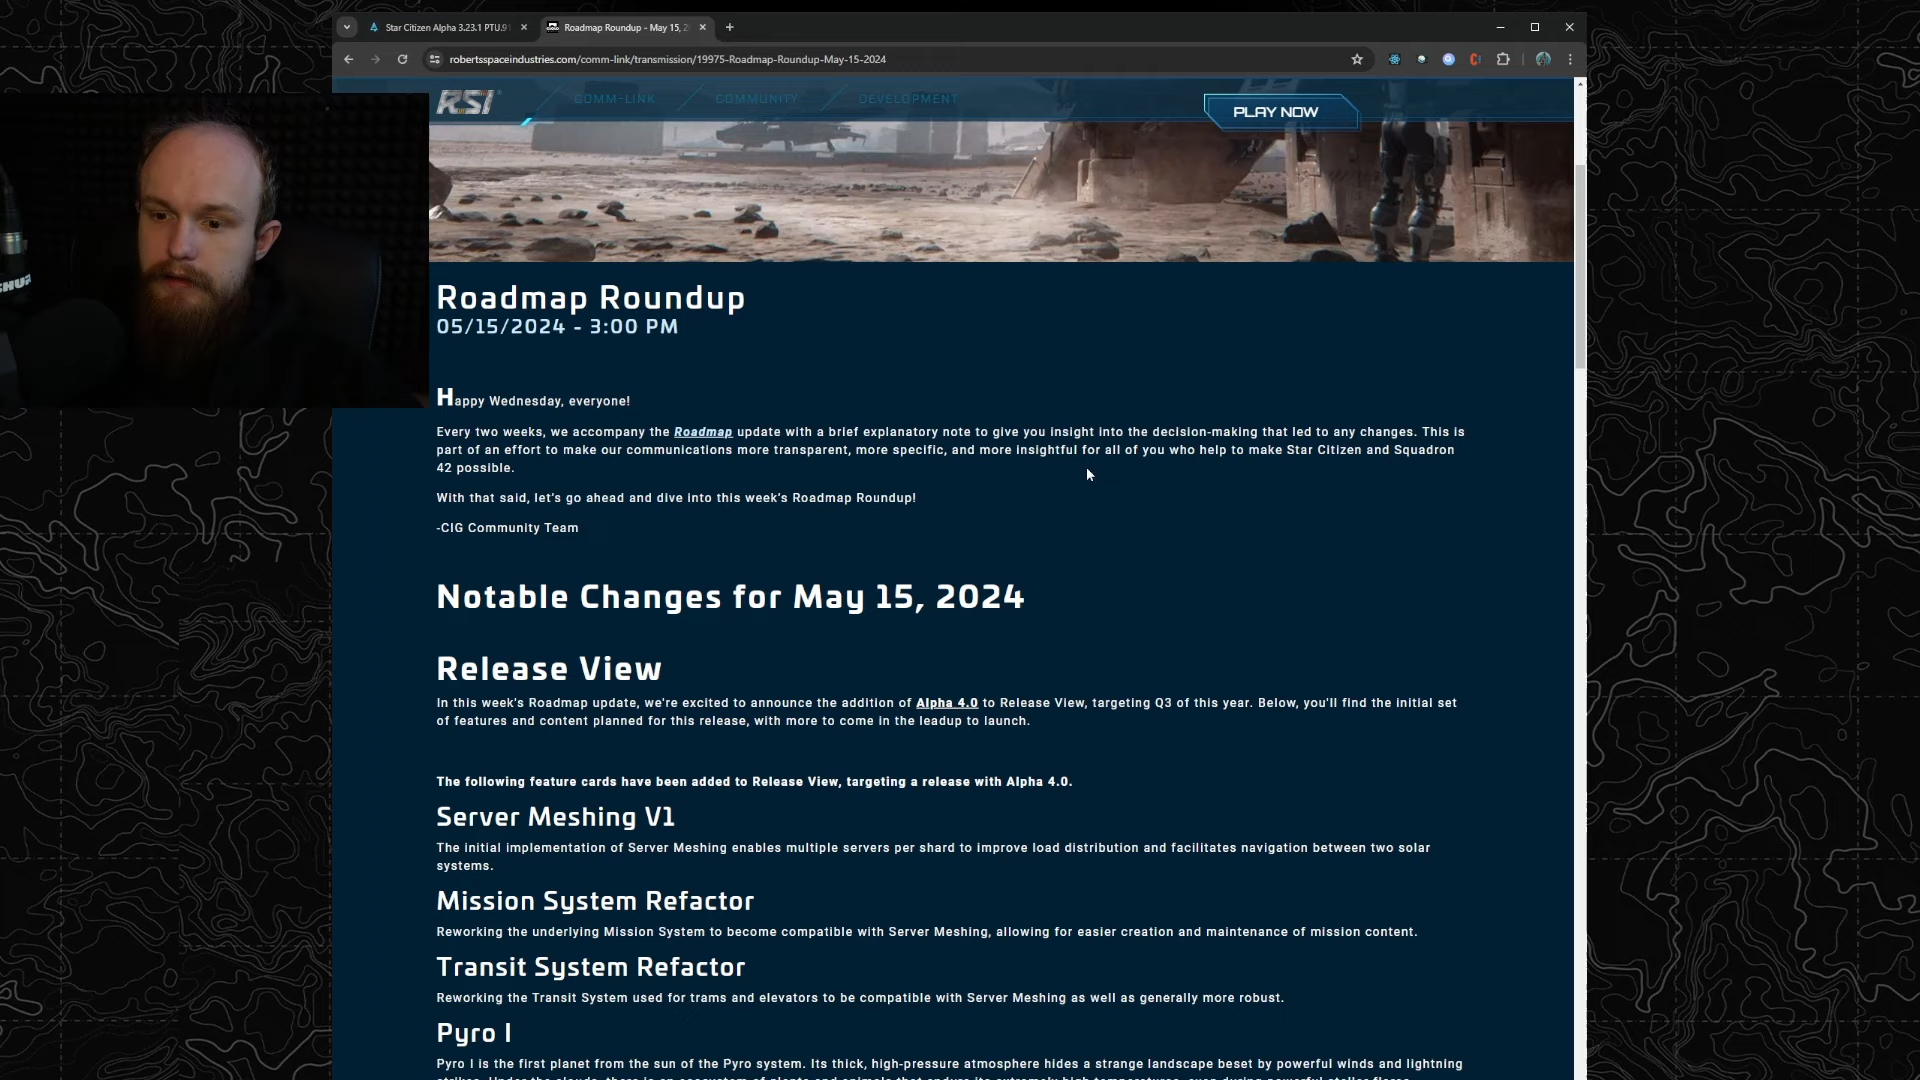 Star Citizen Alpha 3.23.1 PTU.91
Roadmap Roundup - May 15, 2
robertsspaceindustries.com/comm-link/transmission/19975-Roadmap-Roundup-May-15-2024
RSI
COMM-LINK
COMMUNITY
DEVELOPMENT
PLAY NOW
SHUR
Roadmap Roundup
05/15/2024 - 3:00 PM
Happy Wednesday, everyone!
Every two weeks, we accompany the Roadmap update with a brief explanatory note to give you insight into the decision-making that led to any changes. This is
part of an effort to make our communications more transparent, more specific, and more insightful for all of you who help to make Star Citizen and Squadron
42 possible.
With that said, let's go ahead and dive into this week's Roadmap Roundup!
-CIG Community Team
Notable Changes for May 15, 2024
Release View
In this week's Roadmap update, we're excited to announce the addition of Alpha 4.0 to Release View, targeting Q3 of this year. Below, you'll find the initial set
of features and content planned for this release, with more to come in the leadup to launch.
The following feature cards have been added to Release View, targeting a release with Alpha 4.0.
Server Meshing V1
The initial implementation of Server Meshing enables multiple servers per shard to improve load distribution and facilitates navigation between two solar
systems.
Mission System Refactor
Reworking the underlying Mission System to become compatible with Server Meshing, allowing for easier creation and maintenance of mission content.
Transit System Refactor
Reworking the Transit System used for trams and elevators to be compatible with Server Meshing as well as generally more robust.
Pyro I
Pyro I is the first planet from the sun of the Pyro system. Its thick, high-pressure atmosphere hides a strange landscape beset by powerful winds and lightning